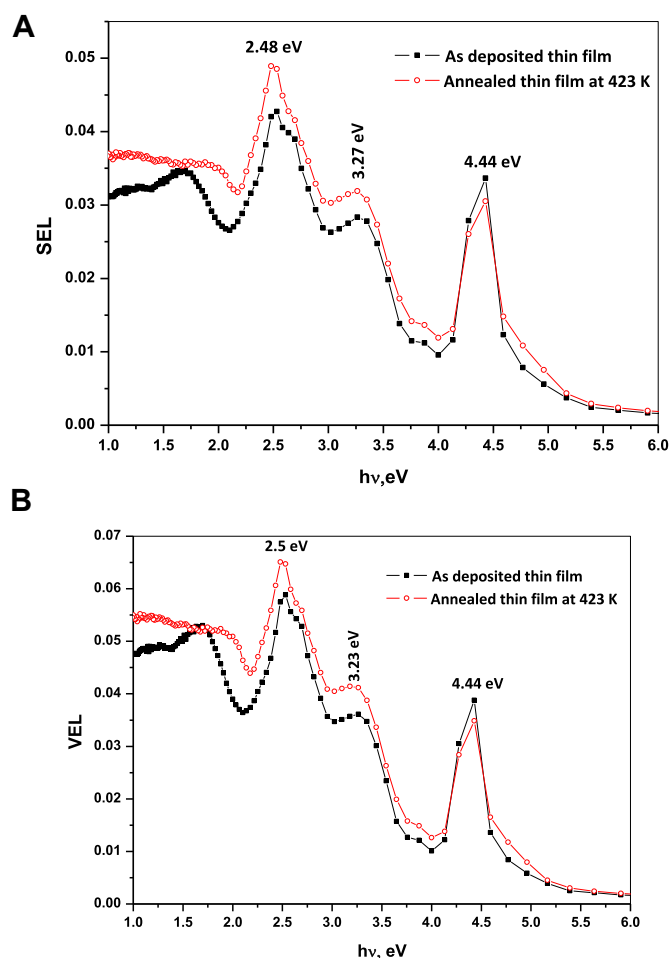 A
0.05
0.04
0.03
0.02
0.01
0.00
SEL
2.48 eV
3.27 eV
4.44 eV
As deposited thin film
Annealed thin film at 423 K
1.0 1.5 2.0 2.5 3.0 3.5 4.0 4.5 5.0 5.5 6.0
hν,eV
B
0.07
0.06
0.05
0.04
0.03
0.02
0.01
0.00
VEL
2.5 eV
3.23 eV
4.44 eV
As deposited thin film
Annealed thin film at 423 K
1.0 1.5 2.0 2.5 3.0 3.5 4.0 4.5 5.0 5.5 6.0
hν, eV